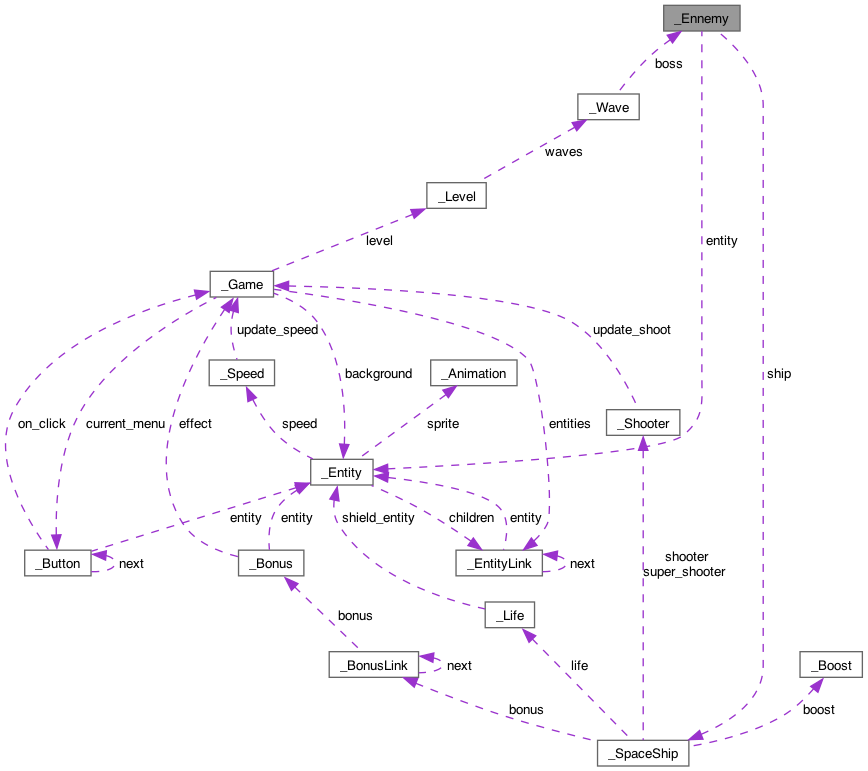 _Ennemy
boss
_Wave
waves
_Level
level
entity
_Game
update_speed
update_shoot
_Speed
background
_Animation
ship
on_click
current_menu
effect
speed
sprite
entities
_Shooter
_Entity
entity
entity
shield_entity
children
entity
_Button
next
_Bonus
_EntityLink
next
shooter
super_shooter
_Life
bonus
_BonusLink
next
life
_Boost
bonus
boost
_SpaceShip